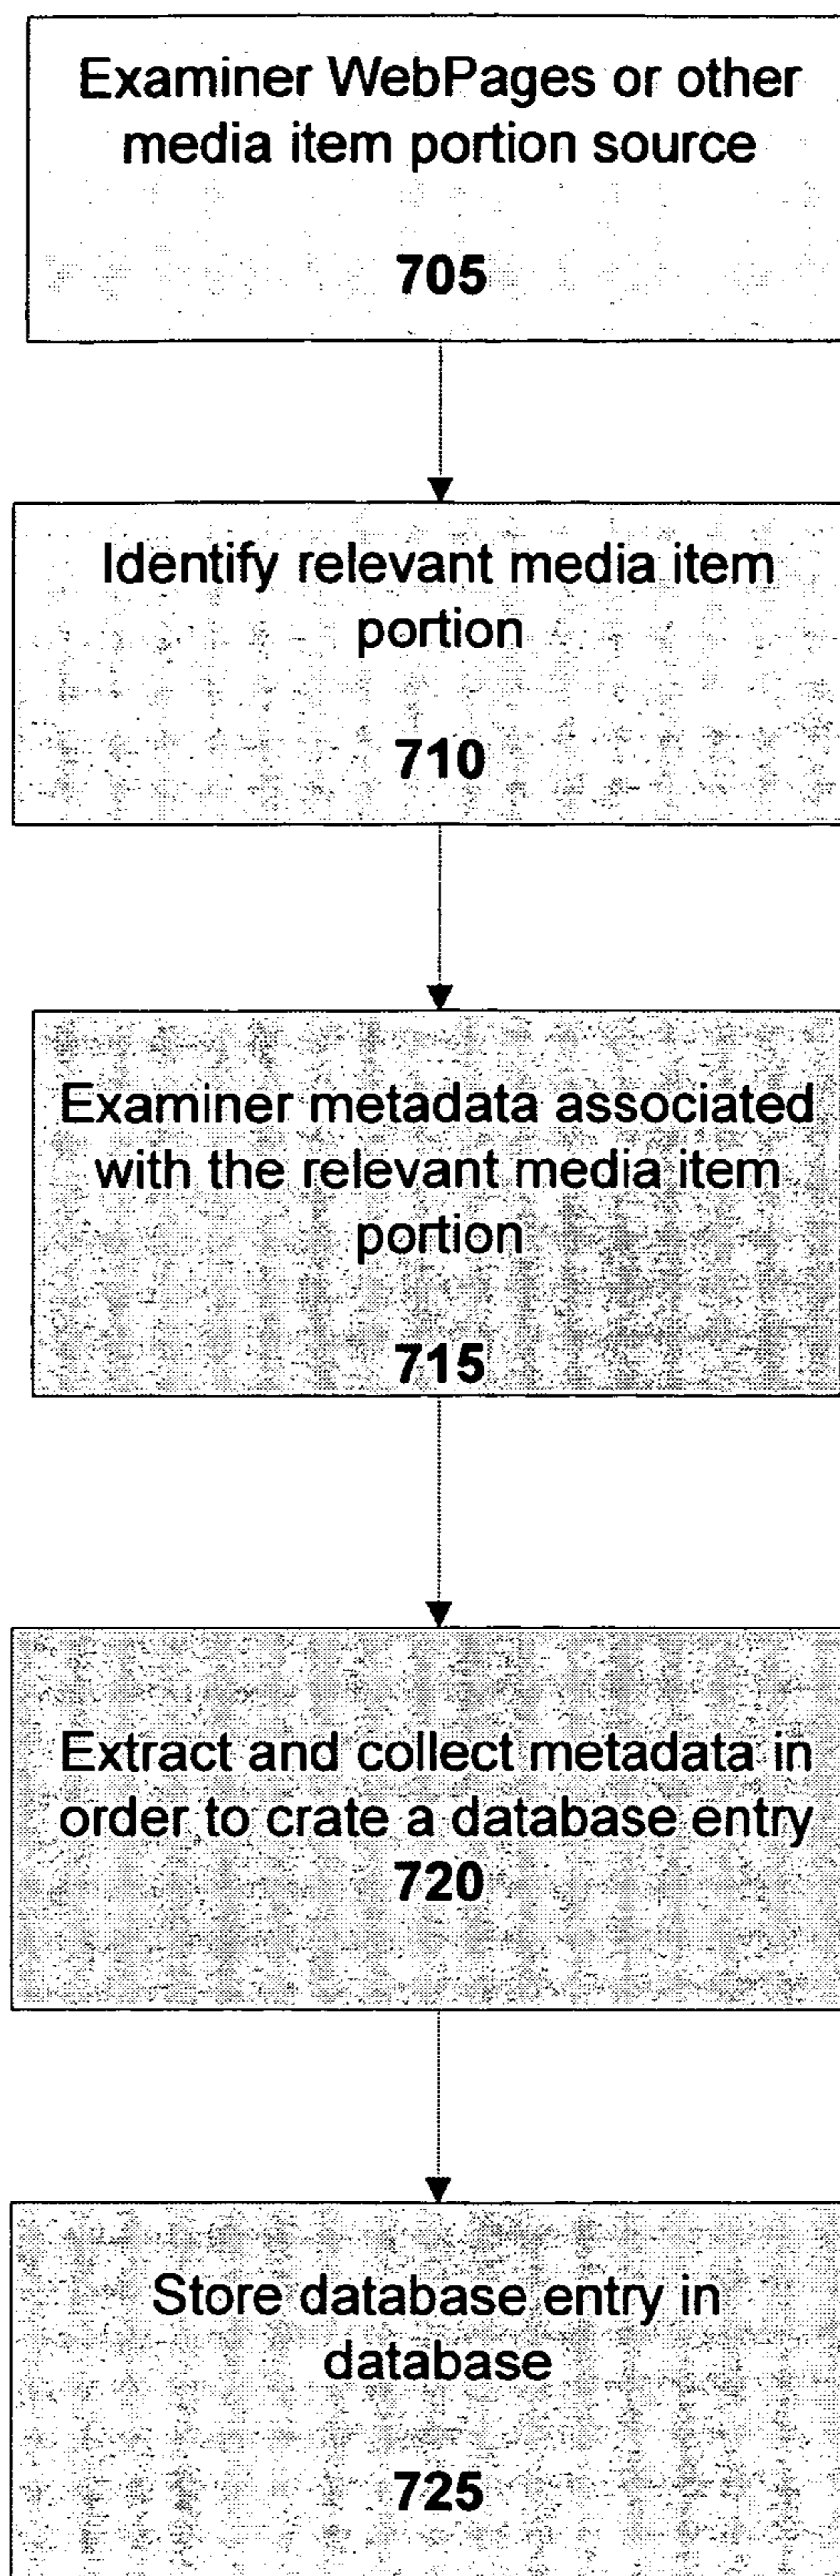 Examiner WebPages or other
media item portion source
705
Identify relevant media item
portion
710
Examiner metadata associated
with the relevant media item
portion
715
Extract and collect metadata in
order to crate a database entry
720
Store database entry in
database
725